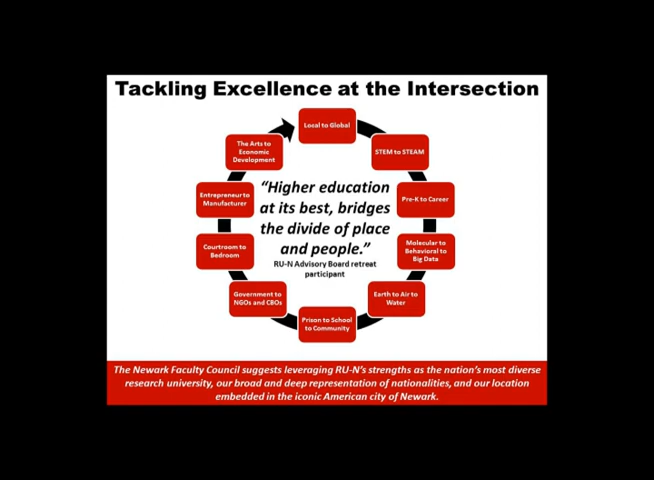 Tackling Excellence at the Intersection
Local to Global
STEM to STEAM
Pre-K to Career
Molecular to
Behavioral to
Big Data
Earth to Air to
Water
Prison to School
to Community
Government to
NGOs and CBOs
Courtroom to
Bedroom
Entrepreneur to
Manufacturer
The Arts to
Economic
Development
“Higher education
at its best, bridges
the divide of place
and people.”
RU-N Advisory Board retreat
participant
The Newark Faculty Council suggests leveraging RU-N’s strengths as the nation’s most diverse
research university, our broad and deep representation of nationalities, and our location
embedded in the iconic American city of Newark.